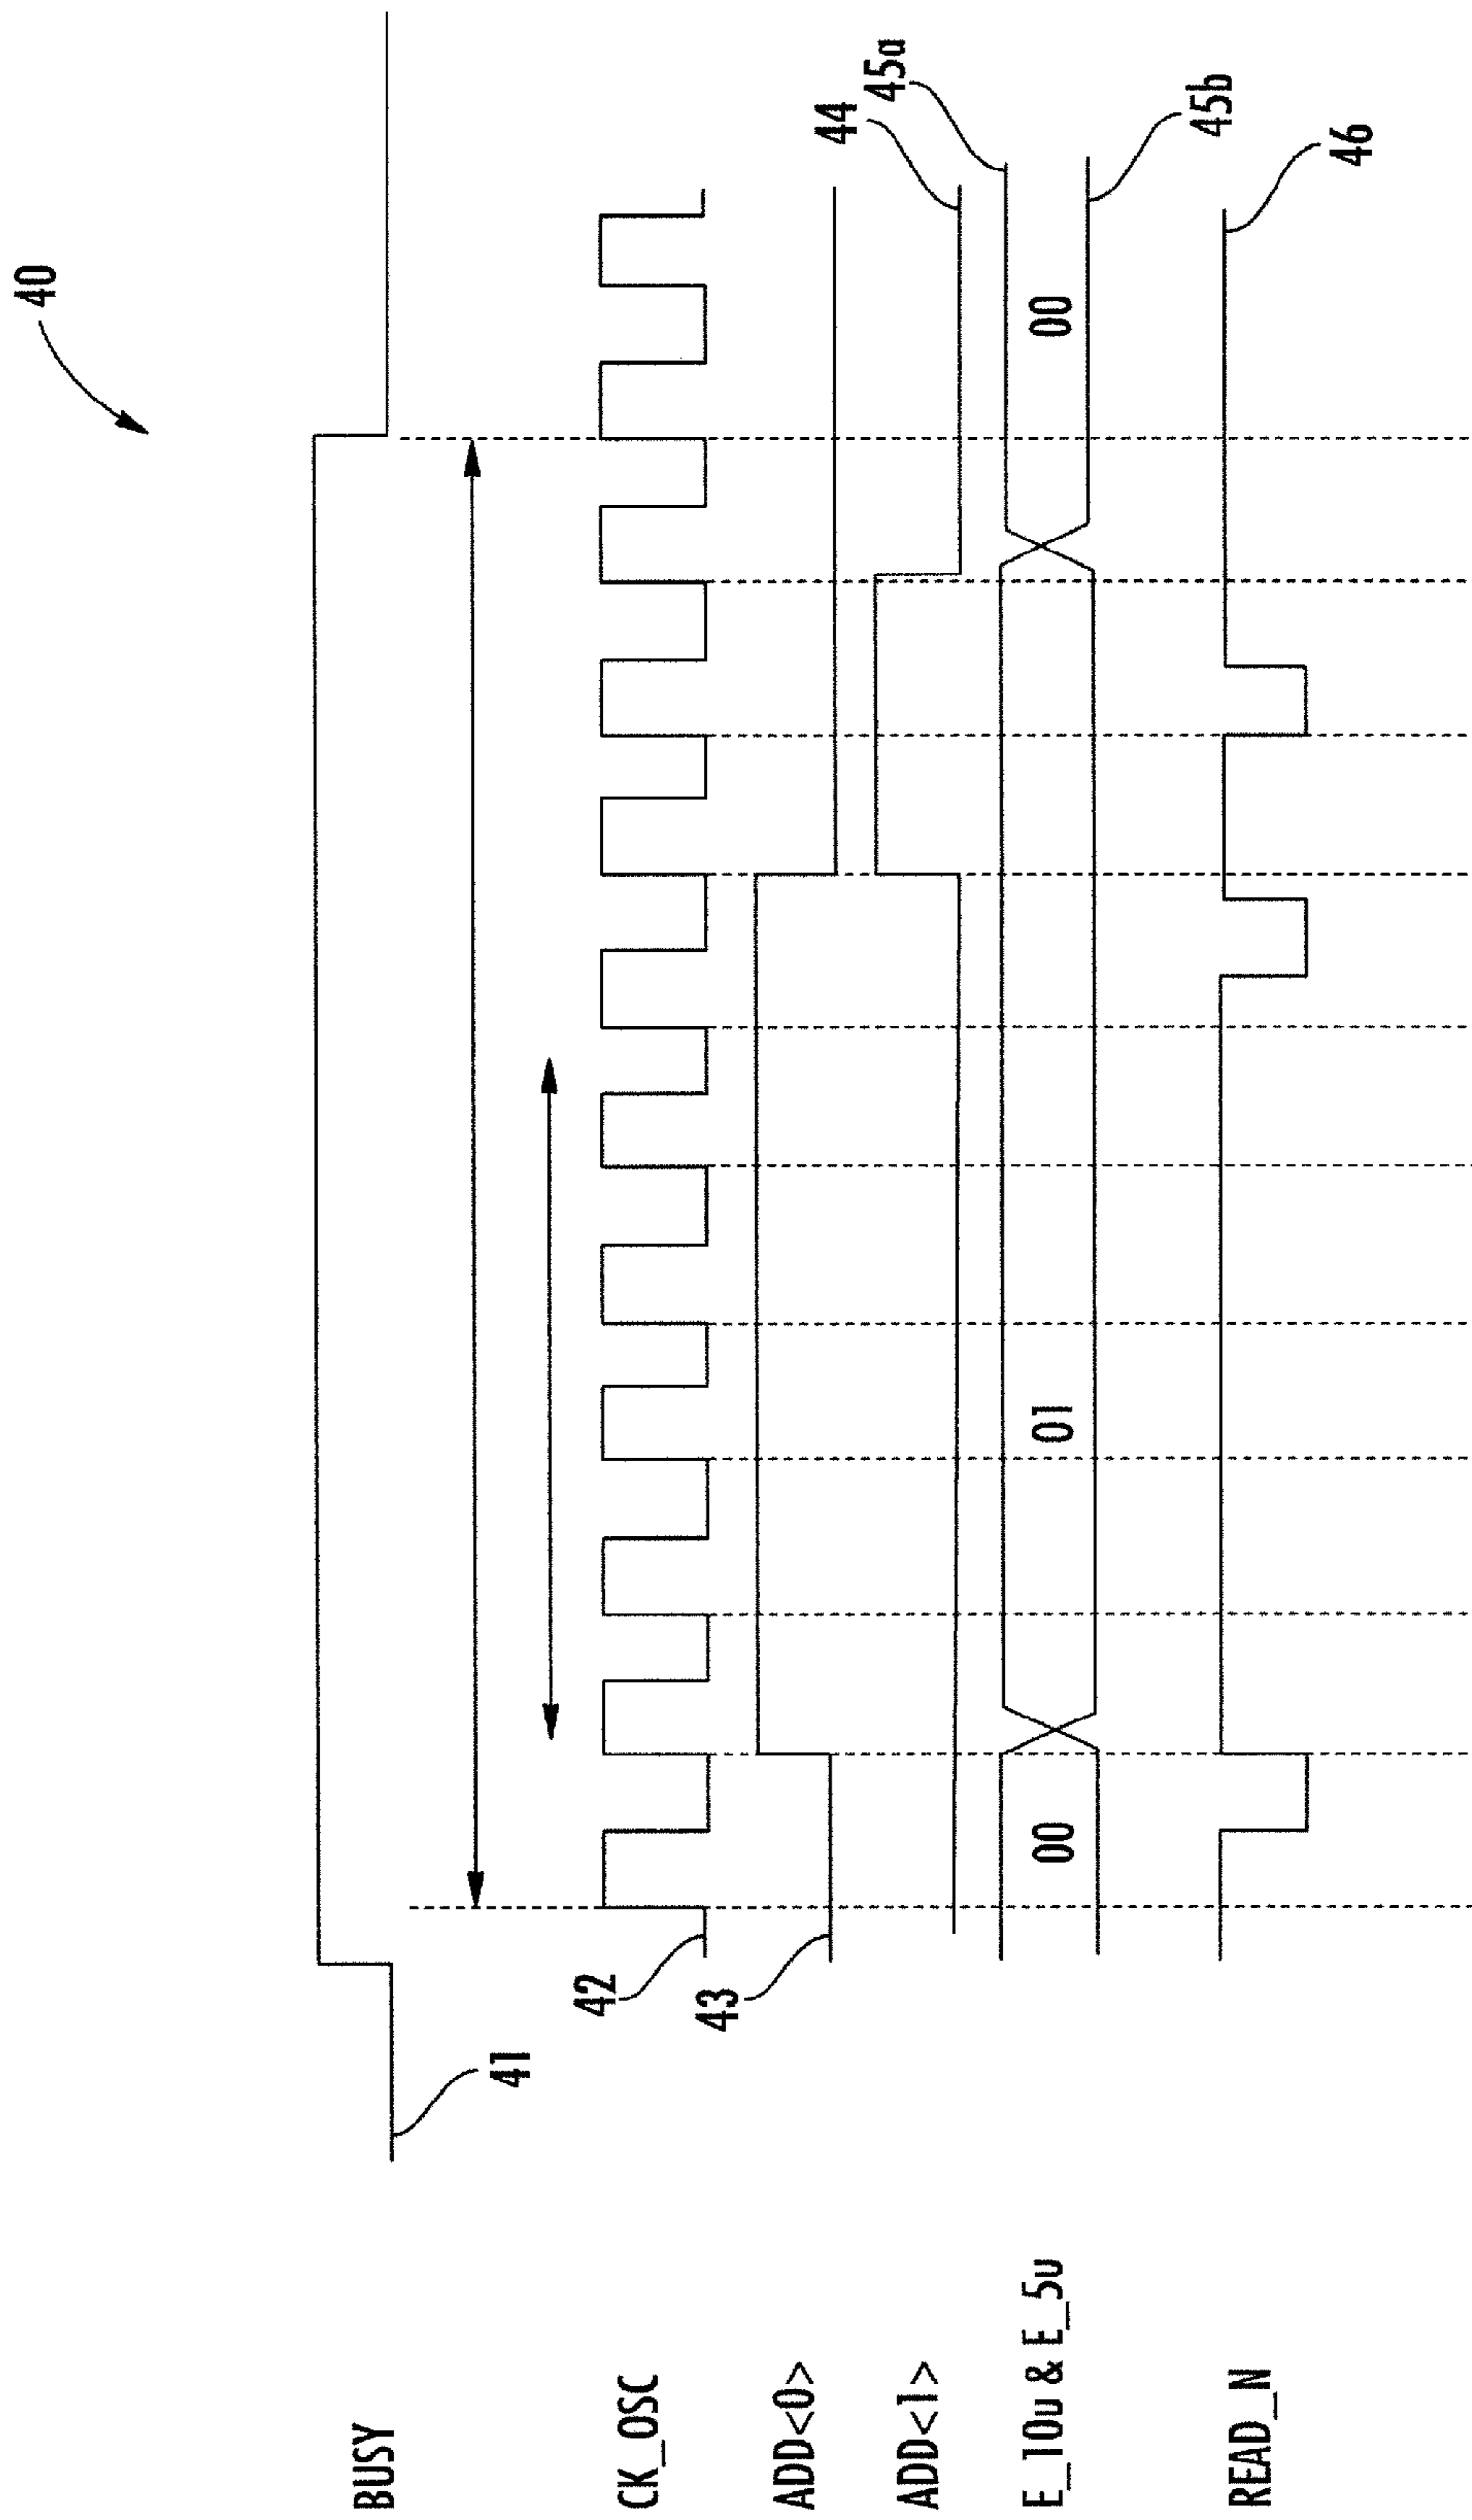 40
BUSY
41
CK_OSC
42
ADD<0>
43
ADD<1>
44
E_10u & E_5u
00
01
00
45a
45b
READ_N
46